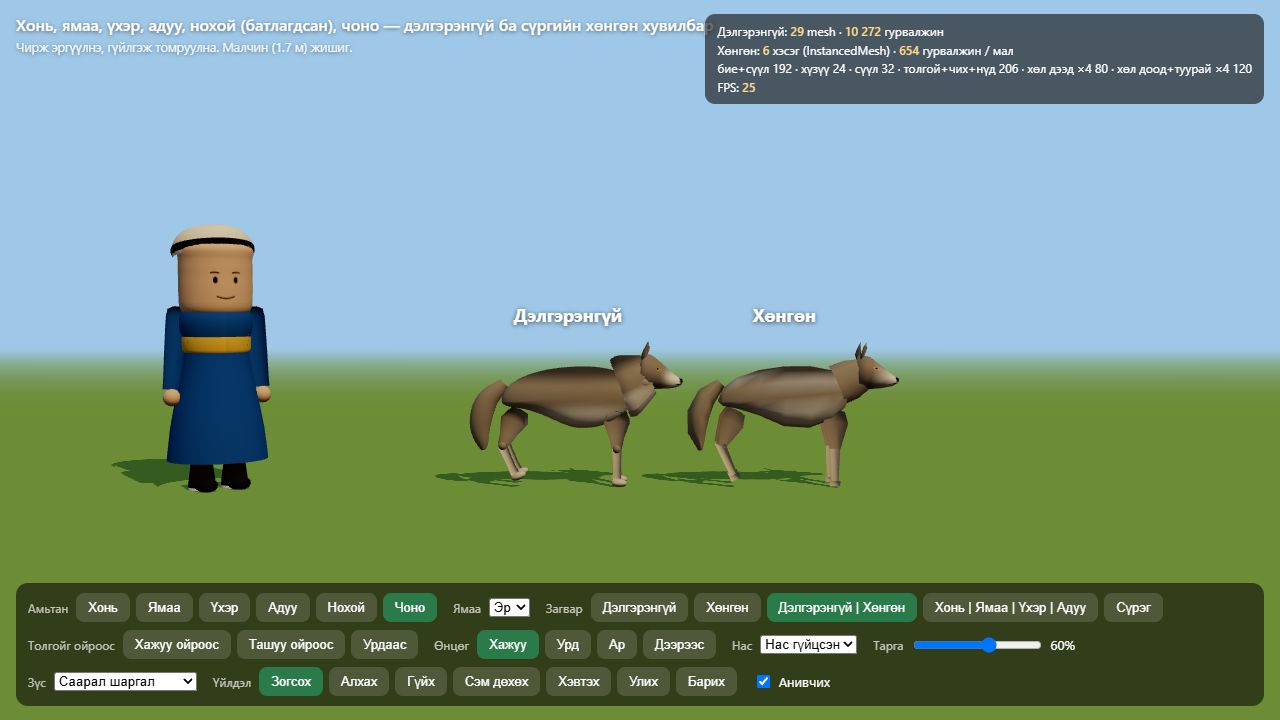 Хонь, ямаа, үхэр, адуу, нохой (батлагдсан), чоно — дэлгэрэнгүй ба сүргийн хөнгөн хувилбар
Чирж эргүүлнэ, гүйлгэж томруулна. Малчин (1.7 м) жишиг.
Дэлгэрэнгүй: 29 mesh · 10 272 гурвалжин
Хөнгөн: 6 хэсэг (InstancedMesh) · 654 гурвалжин / мал
бие+сүүл 192 · хүзүү 24 · сүүл 32 · толгой+чих+нүд 206 · хөл дээд ×4 80 · хөл доод+туурай ×4 120
FPS: 25
Дэлгэрэнгүй Хөнгөн
Амьтан Хонь Ямаа Үхэр Адуу Нохой Чоно Ямаа Эр Загвар Дэлгэрэнгүй Хөнгөн Дэлгэрэнгүй | Хөнгөн Хонь | Ямаа | Үхэр | Адуу Сүрэг
Толгойг ойроос Хажуу ойроос Ташуу ойроос Урдаас Өнцөг Хажуу Урд Ар Дээрээс Нас Нас гүйцсэн Тарга 60%
Зүс Саарал шаргал Үйлдэл Зогсох Алхах Гүйх Сэм дөхөх Хэвтэх Улих Барих Анивчих